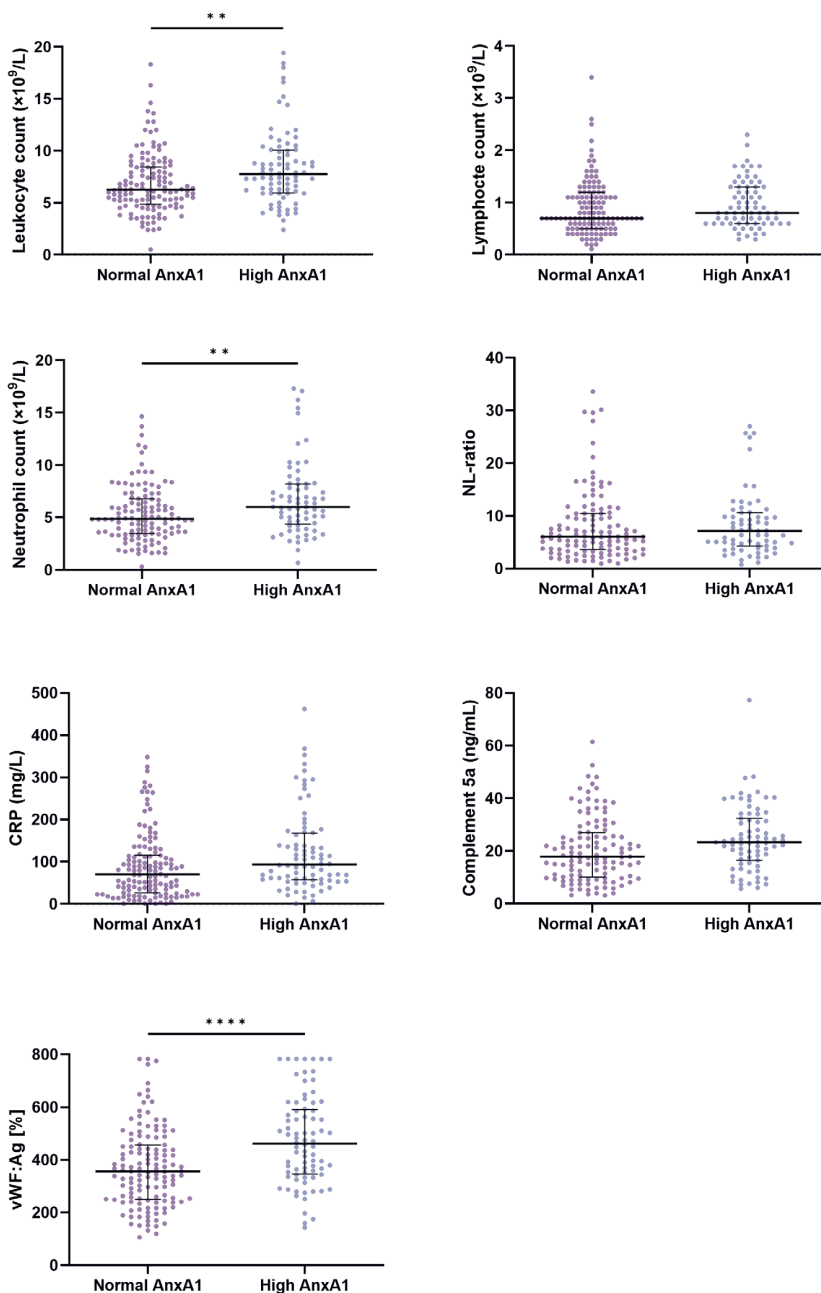 **
Leukocyte count (×10⁹/L)
20
15
10
5
0
Normal AnxA1 High AnxA1
Lymphocte count (×10⁹/L)
4
3
2
1
0
Normal AnxA1 High AnxA1
**
Neutrophil count (×10⁹/L)
20
15
10
5
0
Normal AnxA1 High AnxA1
NL-ratio
40
30
20
10
0
Normal AnxA1 High AnxA1
CRP (mg/L)
500
400
300
200
100
0
Normal AnxA1 High AnxA1
Complement 5a (ng/mL)
80
60
40
20
0
Normal AnxA1 High AnxA1
****
vWF:Ag [%]
800
600
400
200
0
Normal AnxA1 High AnxA1